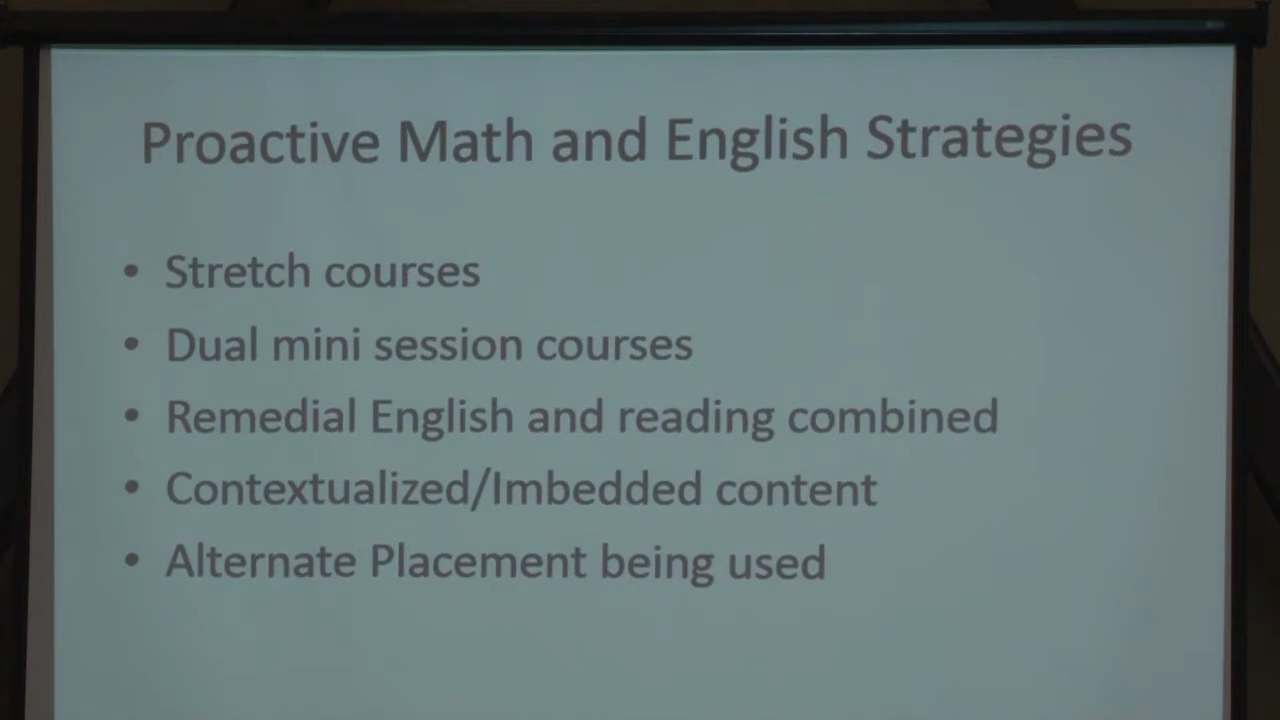 Proactive Math and English Strategies
• Stretch courses
• Dual mini session courses
• Remedial English and reading combined
• Contextualized/Imbedded content
• Alternate Placement being used